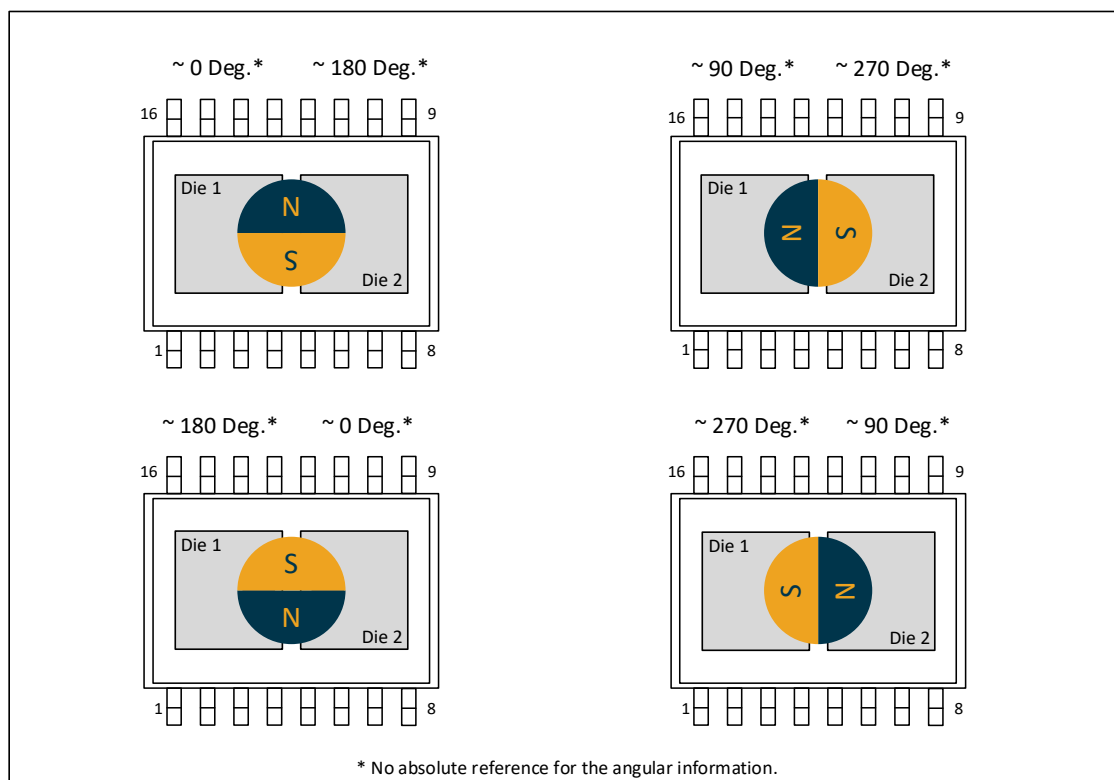 ~ 0 Deg.* ~ 180 Deg.*
16 9
Die 1
N
S
Die 2
1 8
~ 90 Deg.* ~ 270 Deg.*
16 9
Die 1
N S
Die 2
1 8
~ 180 Deg.* ~ 0 Deg.*
16 9
Die 1
S
N
Die 2
1 8
~ 270 Deg.* ~ 90 Deg.*
16 9
Die 1
S N
Die 2
1 8
* No absolute reference for the angular information.